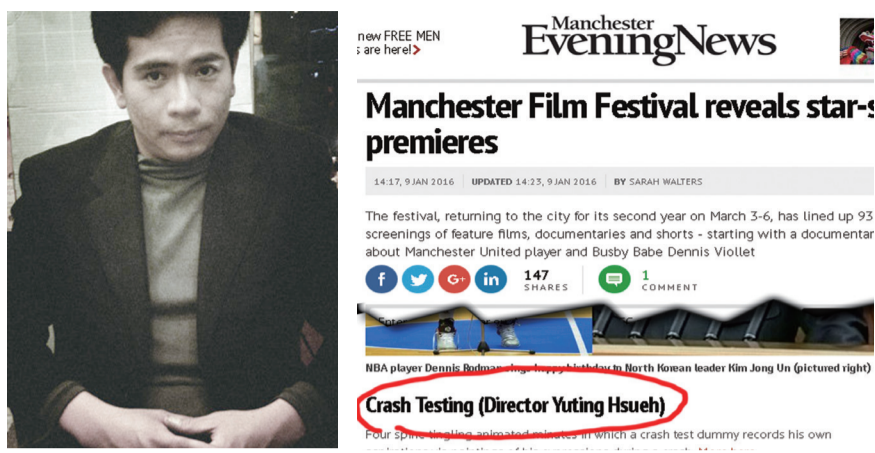 new FREE MEN
s are here!
Manchester
EveningNews
Manchester Film Festival reveals star-s
premieres
14:17, 9 JAN 2016 UPDATED 14:23, 9 JAN 2016 BY SARAH WALTERS
The festival, returning to the city for its second year on March 3-6, has lined up 93
screenings of feature films, documentaries and shorts - starting with a documentar
about Manchester United player and Busby Babe Dennis Viollet
f
G+
in
147
SHARES
1
COMMENT
NBA player Dennis Rodman sings happy birthday to North Korean leader Kim Jong Un (pictured right)
Crash Testing (Director Yuting Hsueh)
Four spine tingling animated minutes in which a crash test dummy records his own